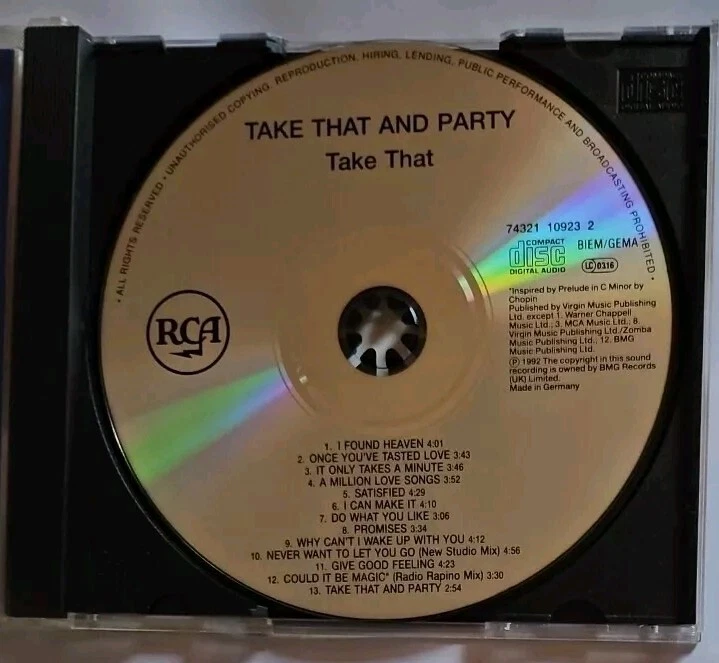 • ALL RIGHTS RESERVED • UNAUTHORISED COPYING, REPRODUCTION, HIRING, LENDING, PUBLIC PERFORMANCE AND BROADCASTING PROHIBITED •
TAKE THAT AND PARTY
Take That
COMPACT
disc
DIGITAL AUDIO
74321 10923 2
COMPACT
disc
DIGITAL AUDIO
BIEM/GEMA
LC 0316
*Inspired by Prelude in C Minor by
Chopin
Published by Virgin Music Publishing
Ltd. except 1. Warner Chappell
Music Ltd., 3. MCA Music Ltd., 8.
Virgin Music Publishing Ltd./Zomba
Music Publishing Ltd., 12. BMG
Music Publishing Ltd.
Ⓟ 1992 The copyright in this sound
recording is owned by BMG Records
(UK) Limited.
Made in Germany
RCA
1. I FOUND HEAVEN 4:01
2. ONCE YOU'VE TASTED LOVE 3:43
3. IT ONLY TAKES A MINUTE 3:46
4. A MILLION LOVE SONGS 3:52
5. SATISFIED 4:29
6. I CAN MAKE IT 4:10
7. DO WHAT YOU LIKE 3:06
8. PROMISES 3:34
9. WHY CAN'T I WAKE UP WITH YOU 4:12
10. NEVER WANT TO LET YOU GO (New Studio Mix) 4:56
11. GIVE GOOD FEELING 4:23
12. COULD IT BE MAGIC* (Radio Rapino Mix) 3:30
13. TAKE THAT AND PARTY 2:54